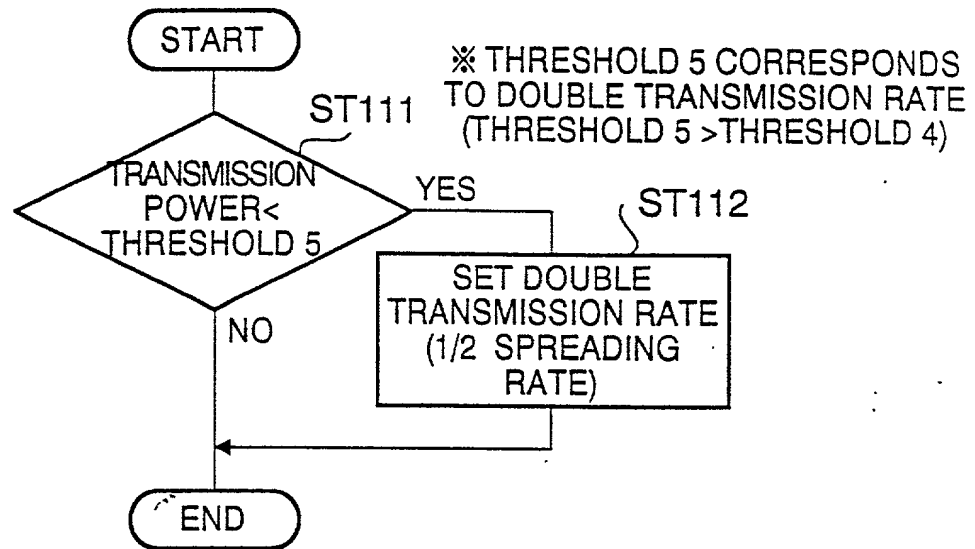 START
※ THRESHOLD 5 CORRESPONDS
TO DOUBLE TRANSMISSION RATE
(THRESHOLD 5 >THRESHOLD 4)
ST111
TRANSMISSION
POWER<
THRESHOLD 5
YES
ST112
SET DOUBLE
TRANSMISSION RATE
(1/2 SPREADING
RATE)
NO
END